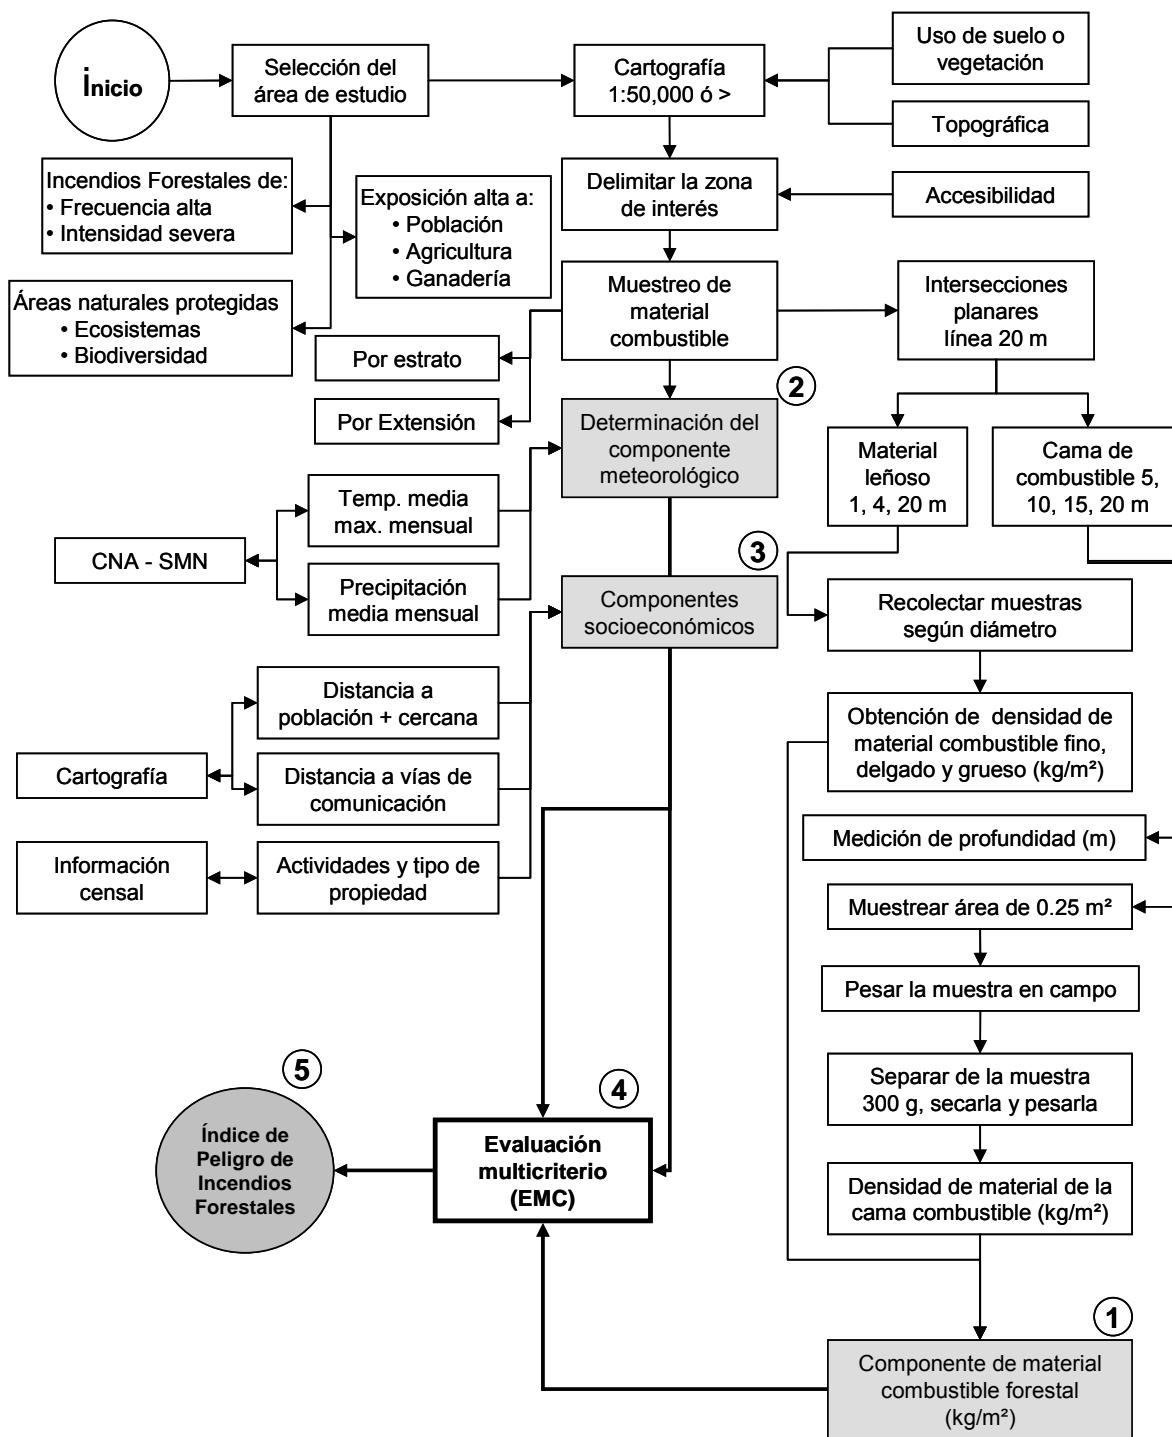 inicio
Selección del
área de estudio
Cartografía
1:50,000 ó >
Uso de suelo o
vegetación
Topográfica
Incendios Forestales de:
• Frecuencia alta
• Intensidad severa
Exposición alta a:
• Población
• Agricultura
• Ganadería
Delimitar la zona
de interés
Accesibilidad
Áreas naturales protegidas
• Ecosistemas
• Biodiversidad
Muestreo de
material
combustible
Intersecciones
planares
línea 20 m
Por estrato
Por Extensión
2
Determinación del
componente
meteorológico
Material
leñoso
1, 4, 20 m
Cama de
combustible 5,
10, 15, 20 m
Temp. media
max. mensual
CNA - SMN
Precipitación
media mensual
3
Componentes
socioeconómicos
Recolectar muestras
según diámetro
Distancia a
población + cercana
Obtención de densidad de
material combustible fino,
delgado y grueso (kg/m²)
Cartografía
Distancia a vías de
comunicación
Medición de profundidad (m)
Información
censal
Actividades y tipo de
propiedad
Muestrear área de 0.25 m²
Pesar la muestra en campo
Separar de la muestra
300 g, secarla y pesarla
Densidad de material de la
cama combustible (kg/m²)
5
Índice de
Peligro de
Incendios
Forestales
4
Evaluación
multicriterio
(EMC)
1
Componente de material
combustible forestal
(kg/m²)